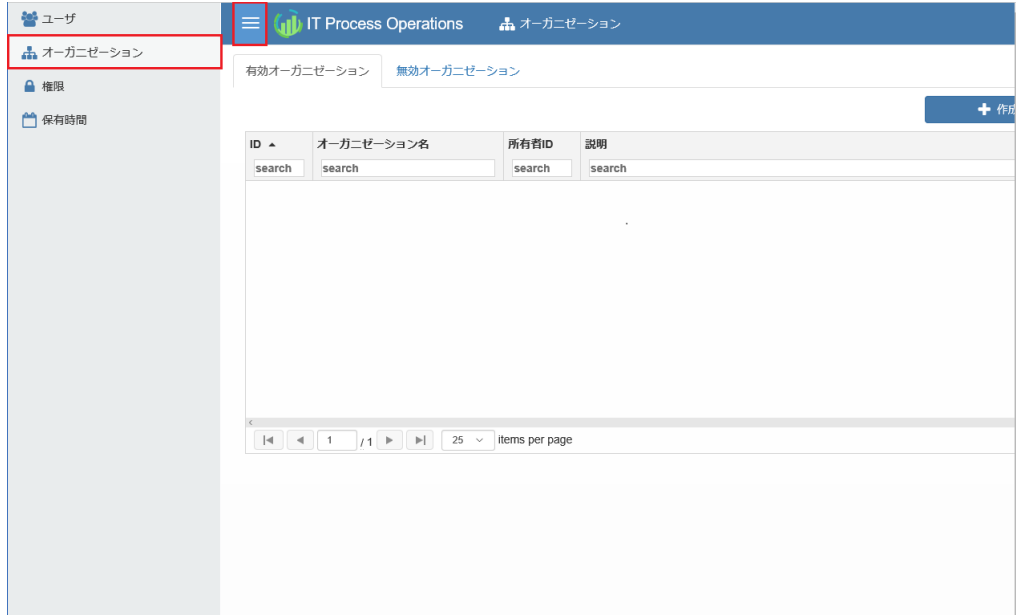 ユーザ
オーガニゼーション
権限
保有時間
IT Process Operations オーガニゼーション
有効オーガニゼーション 無効オーガニゼーション
作成
ID オーガニゼーション名 所有者ID 説明
search search search search
1 / 1 25 items per page